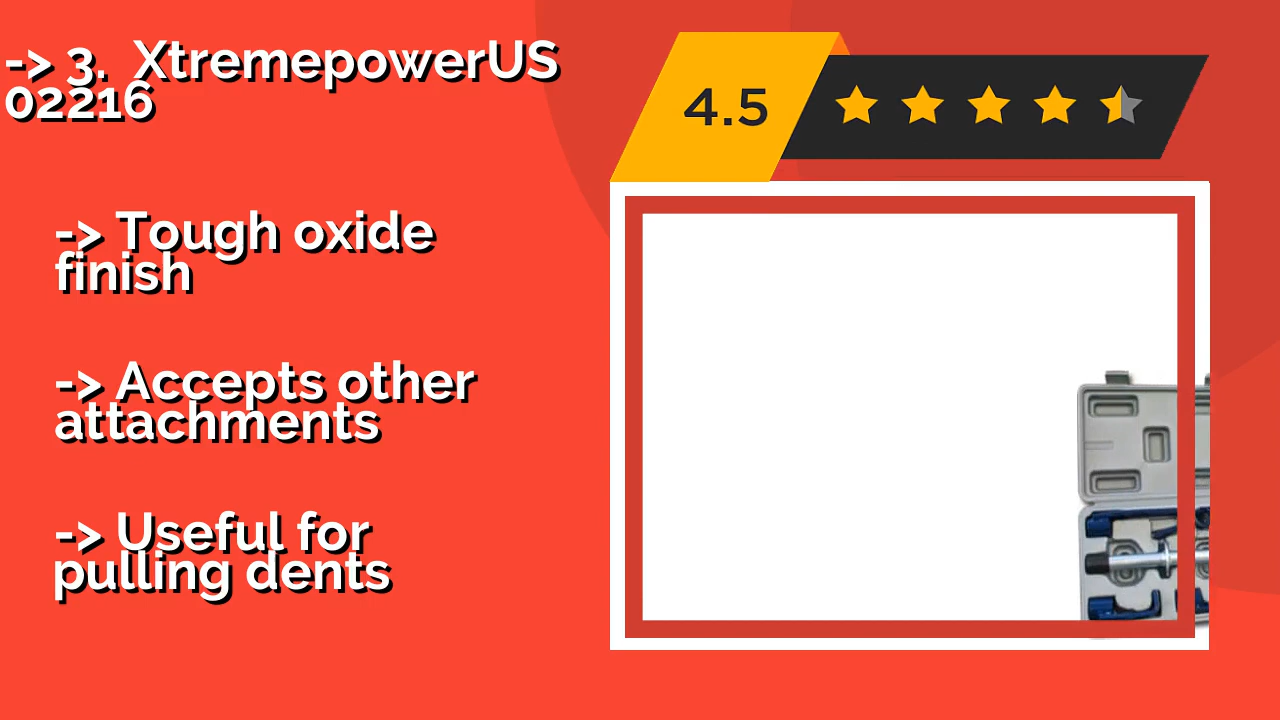 -> 3.  XtremepowerUS
02216
4.5
-> Tough oxide
finish
-> Accepts other
attachments
-> Useful for
pulling dents